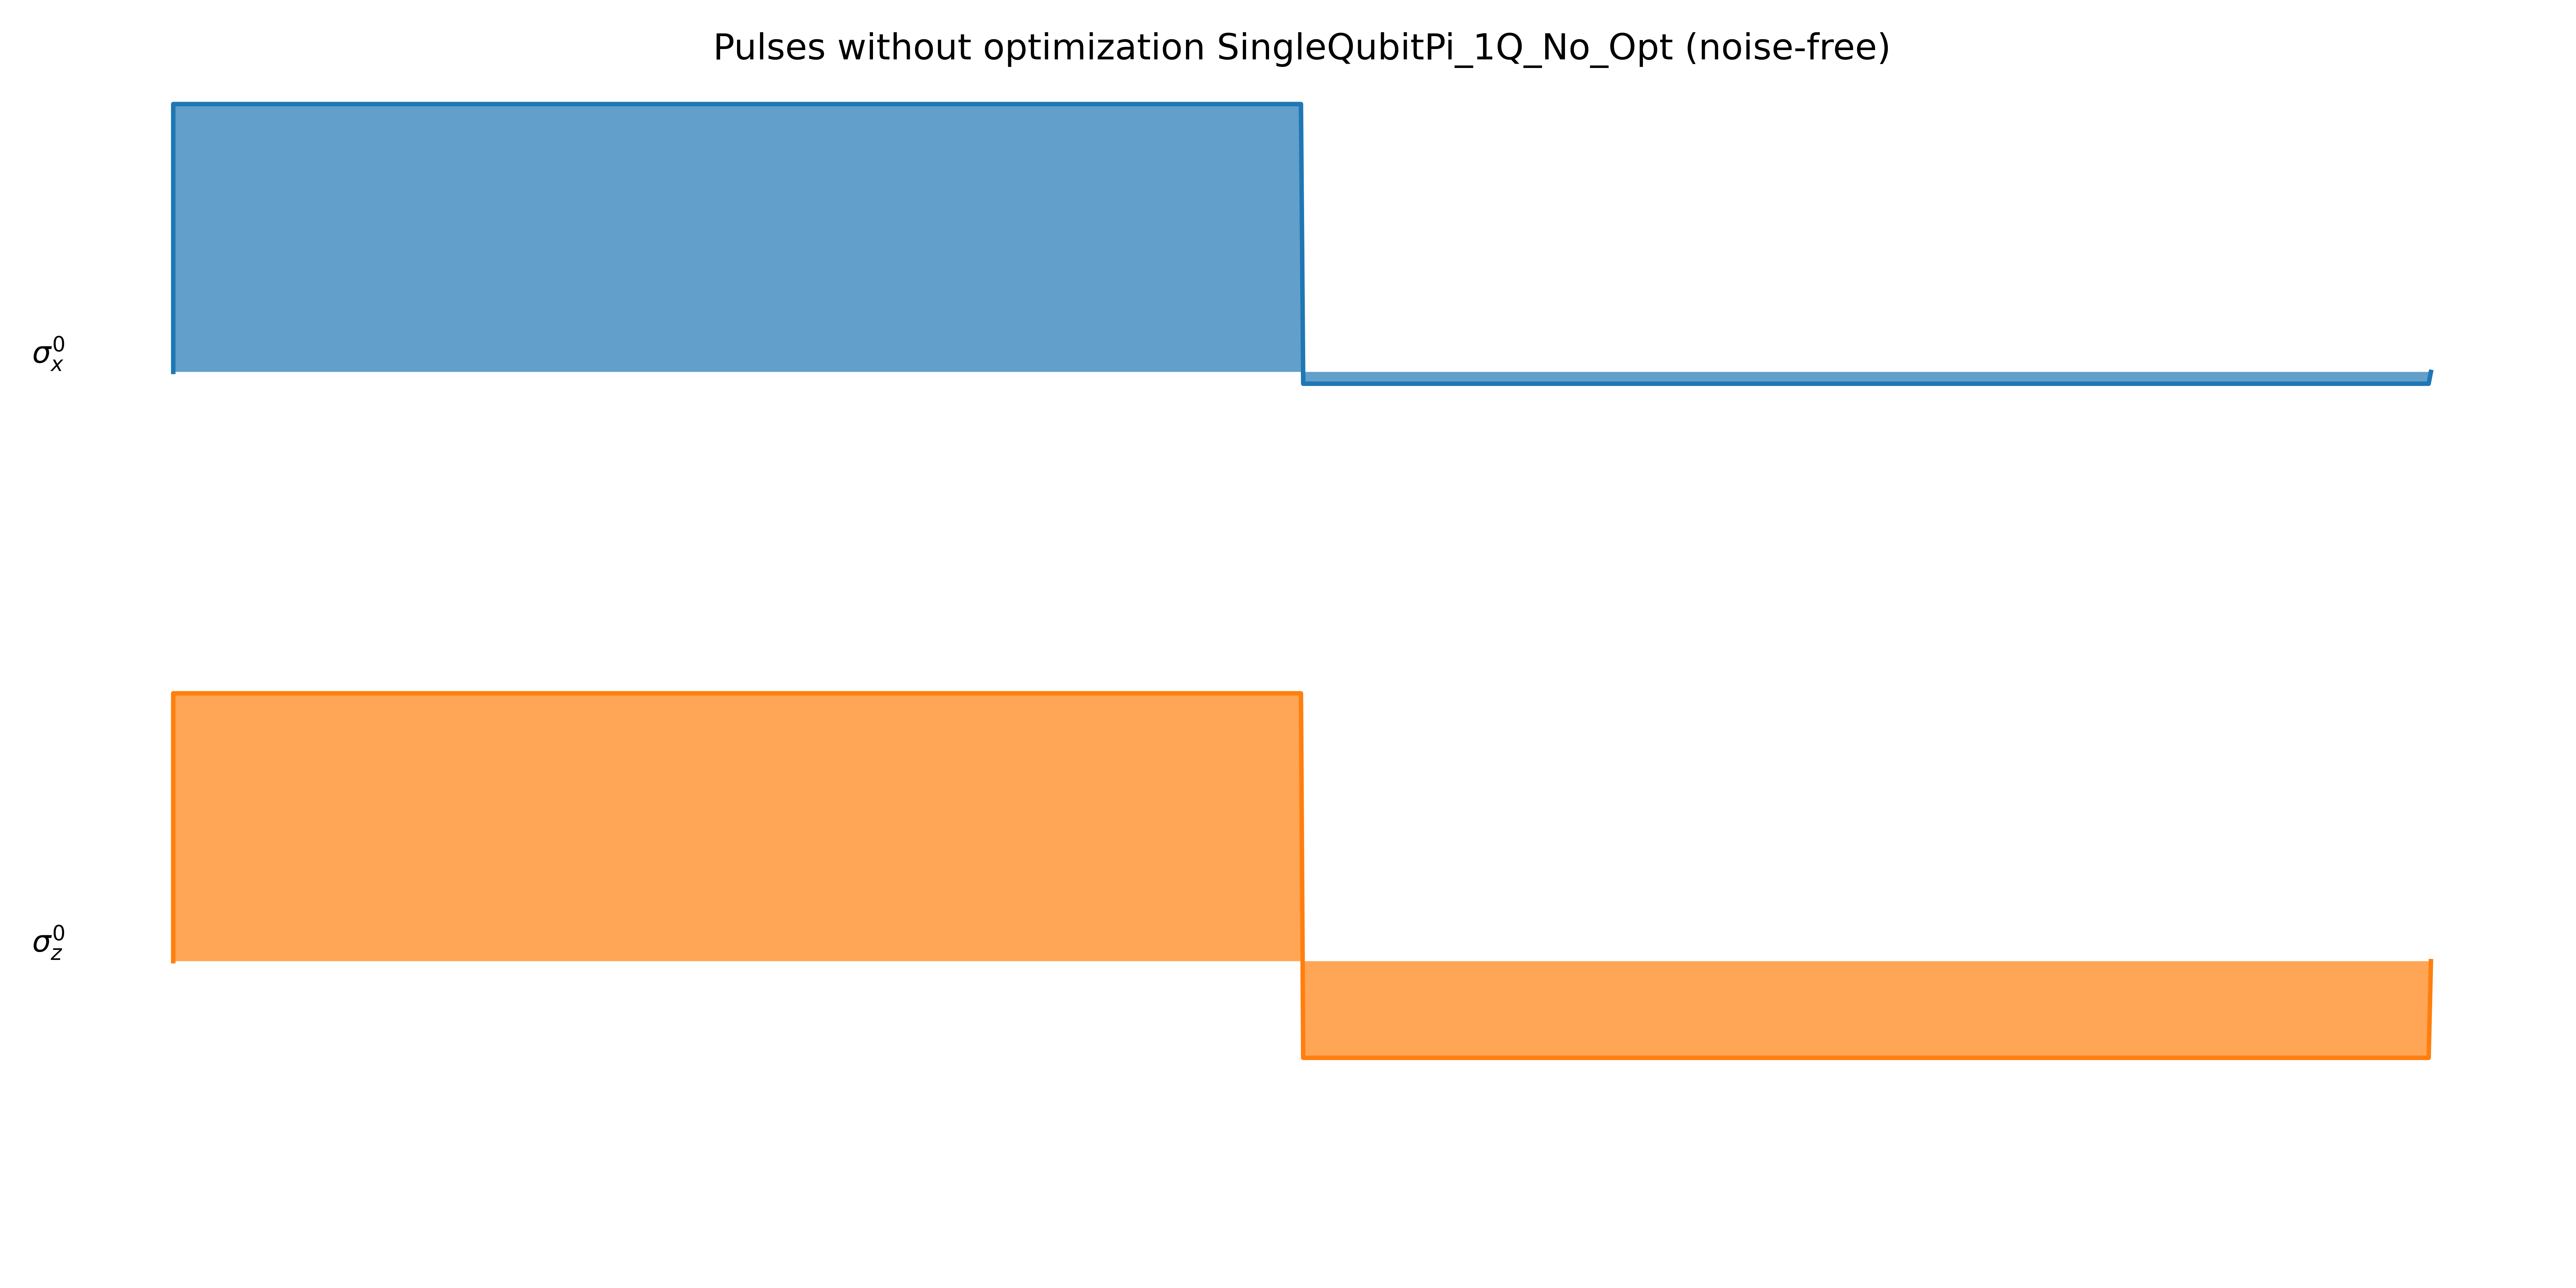 Pulses without optimization SingleQubitPi_1Q_No_Opt (noise-free)
σ_x^0
σ_z^0